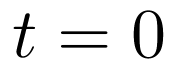 t = 0